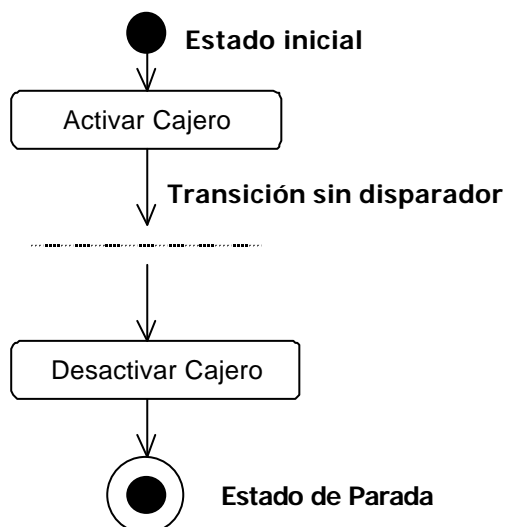 Estado inicial
Activar Cajero
Transición sin disparador
Desactivar Cajero
Estado de Parada